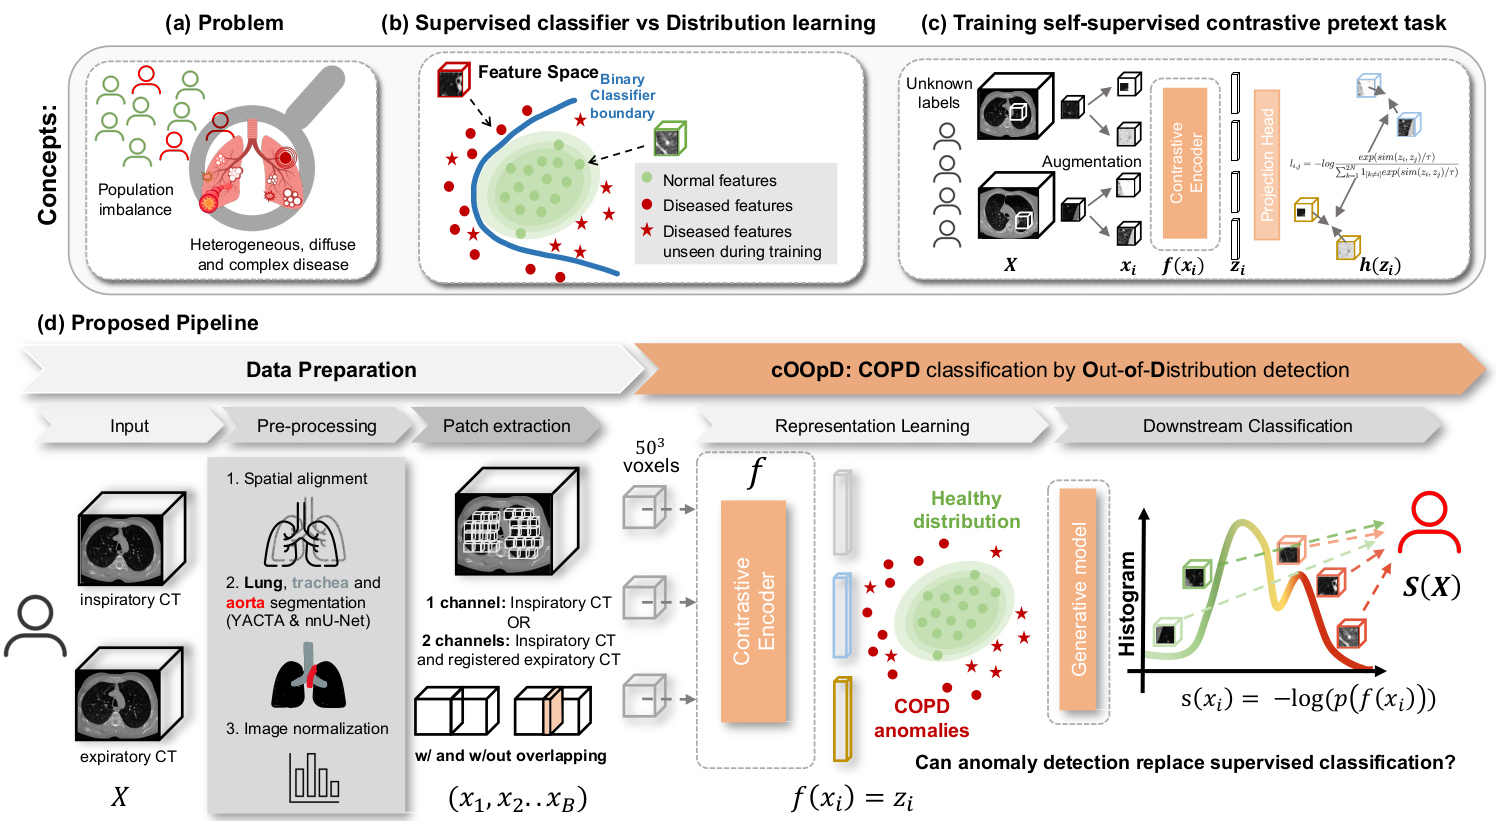 (a) Problem
(b) Supervised classifier vs Distribution learning
(c) Training self-supervised contrastive pretext task
Concepts:
Population
imbalance
Heterogeneous, diffuse
and complex disease
Feature Space
Binary
Classifier
boundary
Normal features
Diseased features
Diseased features
unseen during training
Unknown
labels
Augmentation
Contrastive
Encoder
Projection Head
l_{i,j} = -log \frac{exp(sim(z_i, z_j)/τ)}{\sum_{k=1}^{2N} 1_{[k≠i]}exp(sim(z_i, z_j)/τ)}
X
x_i
f(x_i)
z_i
h(z_i)
(d) Proposed Pipeline
Data Preparation
cOOpD: COPD classification by Out-of-Distribution detection
Input
Pre-processing
Patch extraction
Representation Learning
Downstream Classification
inspiratory CT
expiratory CT
X
1. Spatial alignment
2. Lung, trachea and
aorta segmentation
(YACTA & nnU-Net)
3. Image normalization
1 channel: Inspiratory CT
OR
2 channels: Inspiratory CT
and registered expiratory CT
w/ and w/out overlapping
(x_1, x_2 . . x_B)
50³
voxels
f
Contrastive
Encoder
Healthy
distribution
COPD
anomalies
f(x_i) = z_i
Generative model
Histogram
S(X)
s(x_i) = -log(p(f(x_i)))
Can anomaly detection replace supervised classification?